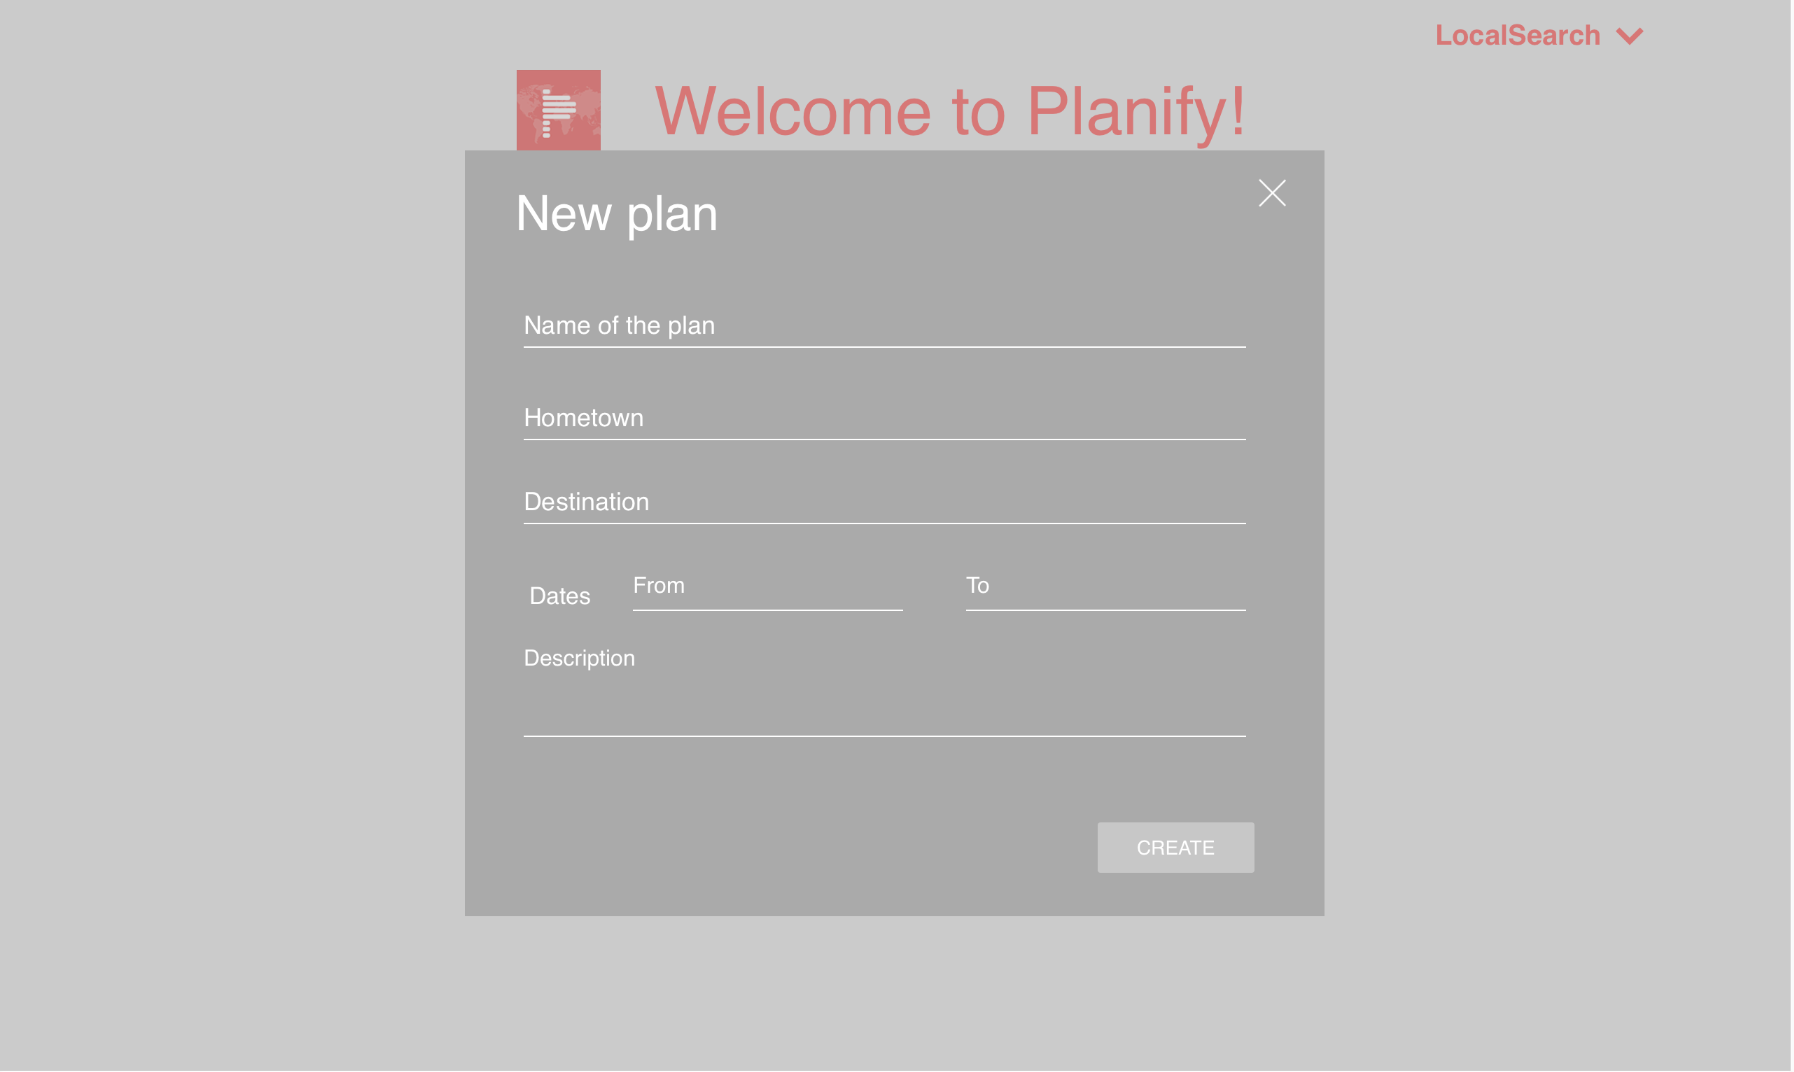 LocalSearch
Welcome to Planify!
New plan
Name of the plan
Hometown
Destination
Dates From To
Description
CREATE